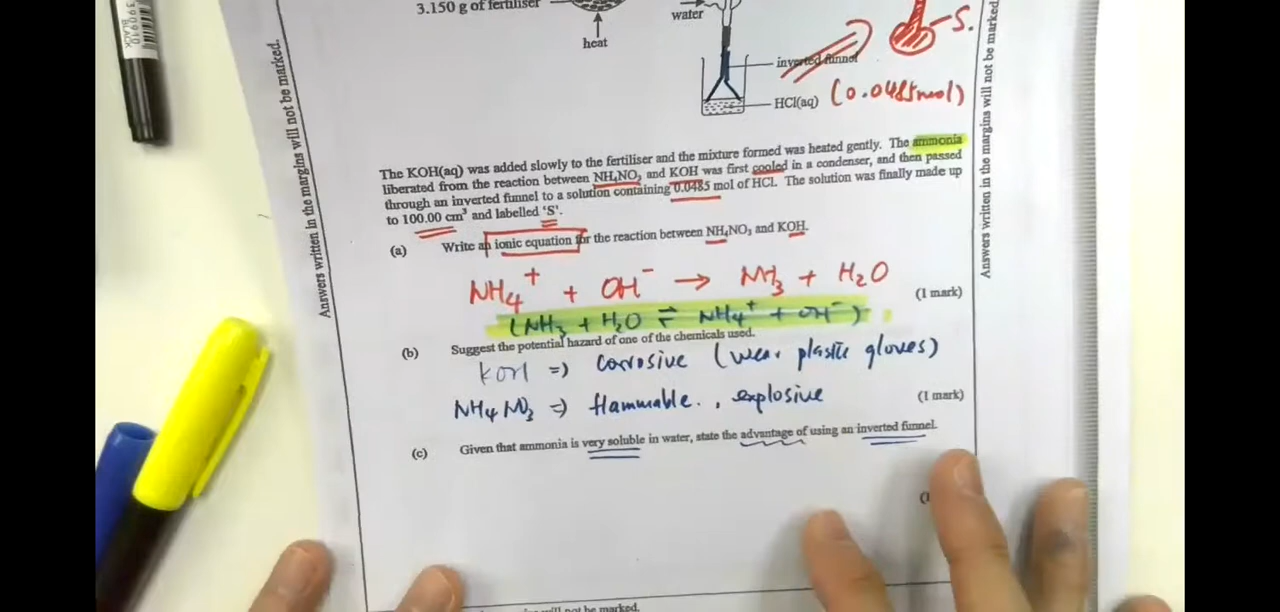 3.150 g of fertiliser
heat
water
S.
inverted funnel
HCl(aq) (0.0485mol)
Answers written in the margins will not be marked.
Answers written in the margins will not be marked.
BLACK
The KOH(aq) was added slowly to the fertiliser and the mixture formed was heated gently. The ammonia
liberated from the reaction between NH₄NO₃ and KOH was first cooled in a condenser, and then passed
through an inverted funnel to a solution containing 0.0485 mol of HCl. The solution was finally made up
to 100.00 cm³ and labelled 'S'.
(a) Write an ionic equation for the reaction between NH₄NO₃ and KOH.
NH₄⁺ + OH⁻ → NH₃ + H₂O
(1 mark)
(NH₃ + H₂O ⇌ NH₄⁺ + OH⁻)
(b) Suggest the potential hazard of one of the chemicals used.
KOH => corrosive (wear plastic gloves)
NH₄NO₃ => flammable., explosive
(1 mark)
(c) Given that ammonia is very soluble in water, state the advantage of using an inverted funnel.
will not be marked.